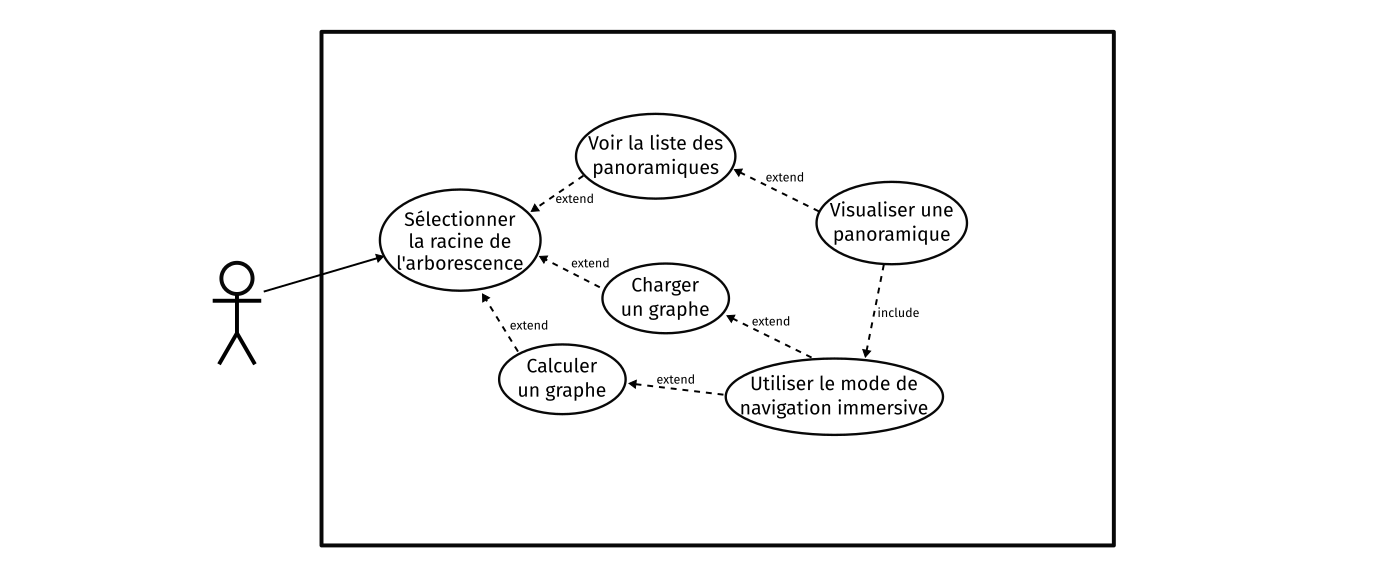 Voir la liste des
panoramiques
extend
Visualiser une
panoramique
extend
Sélectionner
la racine de
l'arborescence
extend
Charger
un graphe
include
extend
extend
Calculer
un graphe
extend
Utiliser le mode de
navigation immersive